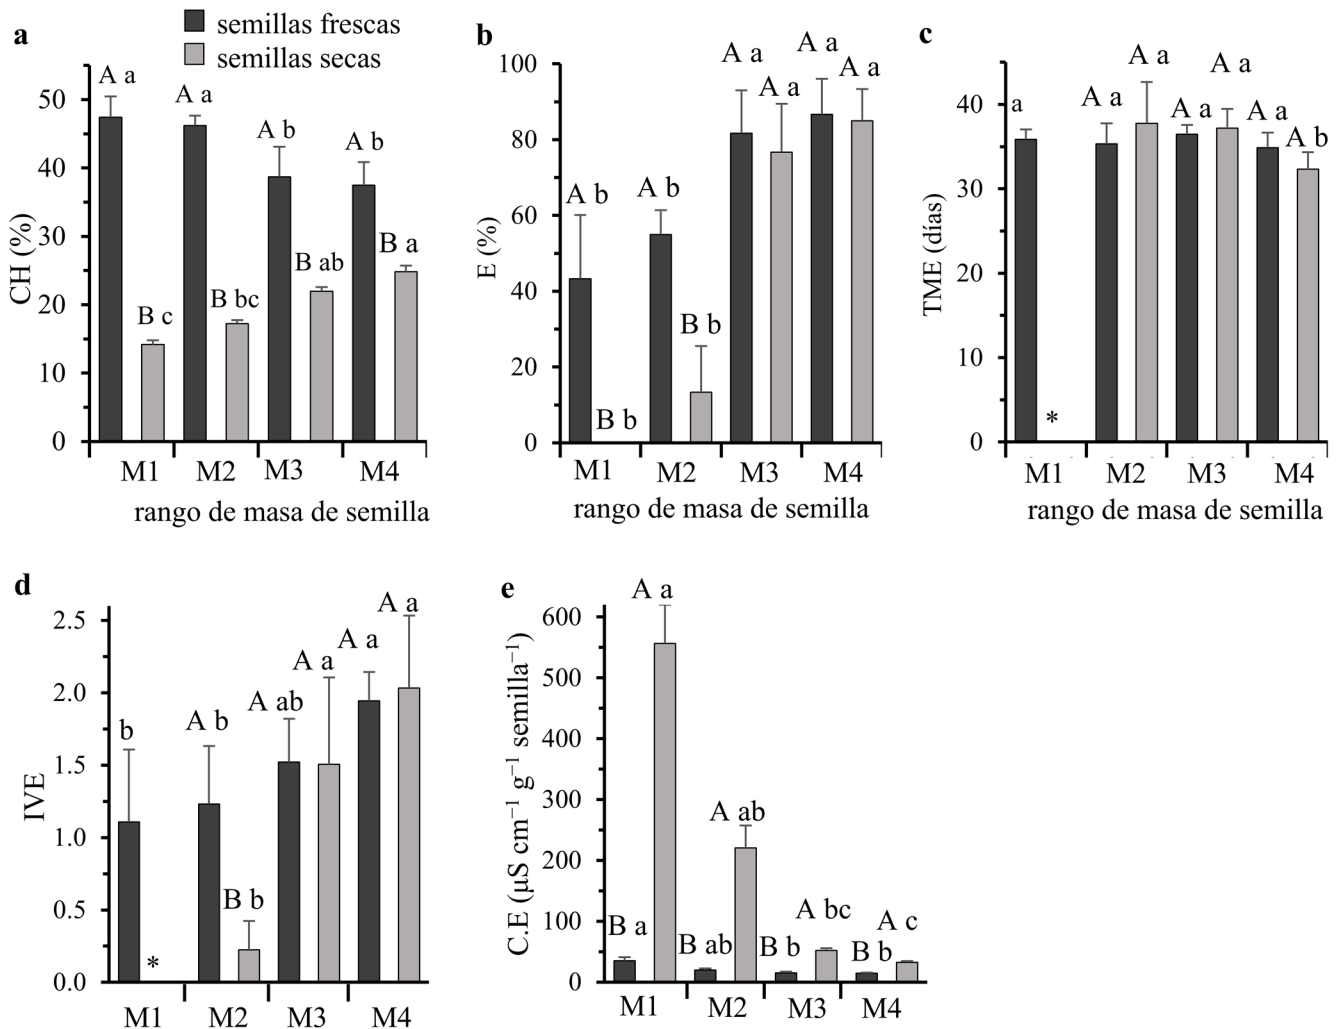 a
semillas frescas
semillas secas
CH (%)
50
40
30
20
10
0
A a
B c
A a
B bc
A b
B ab
A b
B a
M1 M2 M3 M4
rango de masa de semilla
b
E (%)
100
80
60
40
20
0
A b
B b
A b
B b
A a
A a
A a
A a
M1 M2 M3 M4
rango de masa de semilla
c
TME (días)
40
30
20
10
0
a
*
A a
A a
A a
A a
A a
A b
M1 M2 M3 M4
rango de masa de semilla
d
IVE
2.5
2.0
1.5
1.0
0.5
0.0
b
*
A b
B b
A ab
A a
A a
A a
M1 M2 M3 M4
e
C.E (µS cm⁻¹ g⁻¹ semilla⁻¹)
600
500
400
300
200
100
0
B a
A a
B ab
A ab
B b
A bc
B b
A c
M1 M2 M3 M4